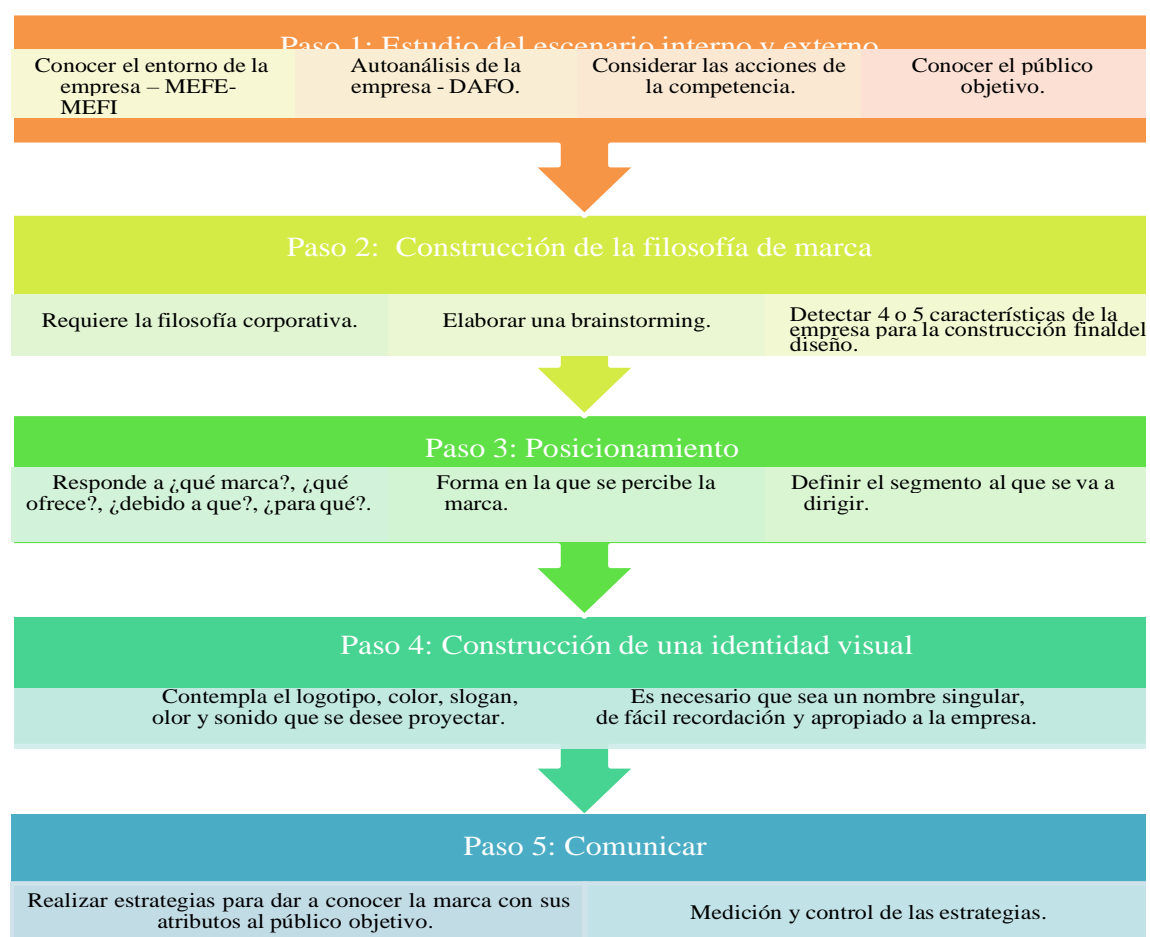 Paso 1: Estudio del escenario interno y externo
Conocer el entorno de la
empresa – MEFE-
MEFI
Autoanálisis de la
empresa - DAFO.
Considerar las acciones de
la competencia.
Conocer el público
objetivo.
Paso 2: Construcción de la filosofía de marca
Requiere la filosofía corporativa.
Elaborar una brainstorming.
Detectar 4 o 5 características de la
empresa para la construcción finaldel
diseño.
Paso 3: Posicionamiento
Responde a ¿qué marca?, ¿qué
ofrece?, ¿debido a que?, ¿para qué?.
Forma en la que se percibe la
marca.
Definir el segmento al que se va a
dirigir.
Paso 4: Construcción de una identidad visual
Contempla el logotipo, color, slogan,
olor y sonido que se desee proyectar.
Es necesario que sea un nombre singular,
de fácil recordación y apropiado a la empresa.
Paso 5: Comunicar
Realizar estrategias para dar a conocer la marca con sus
atributos al público objetivo.
Medición y control de las estrategias.